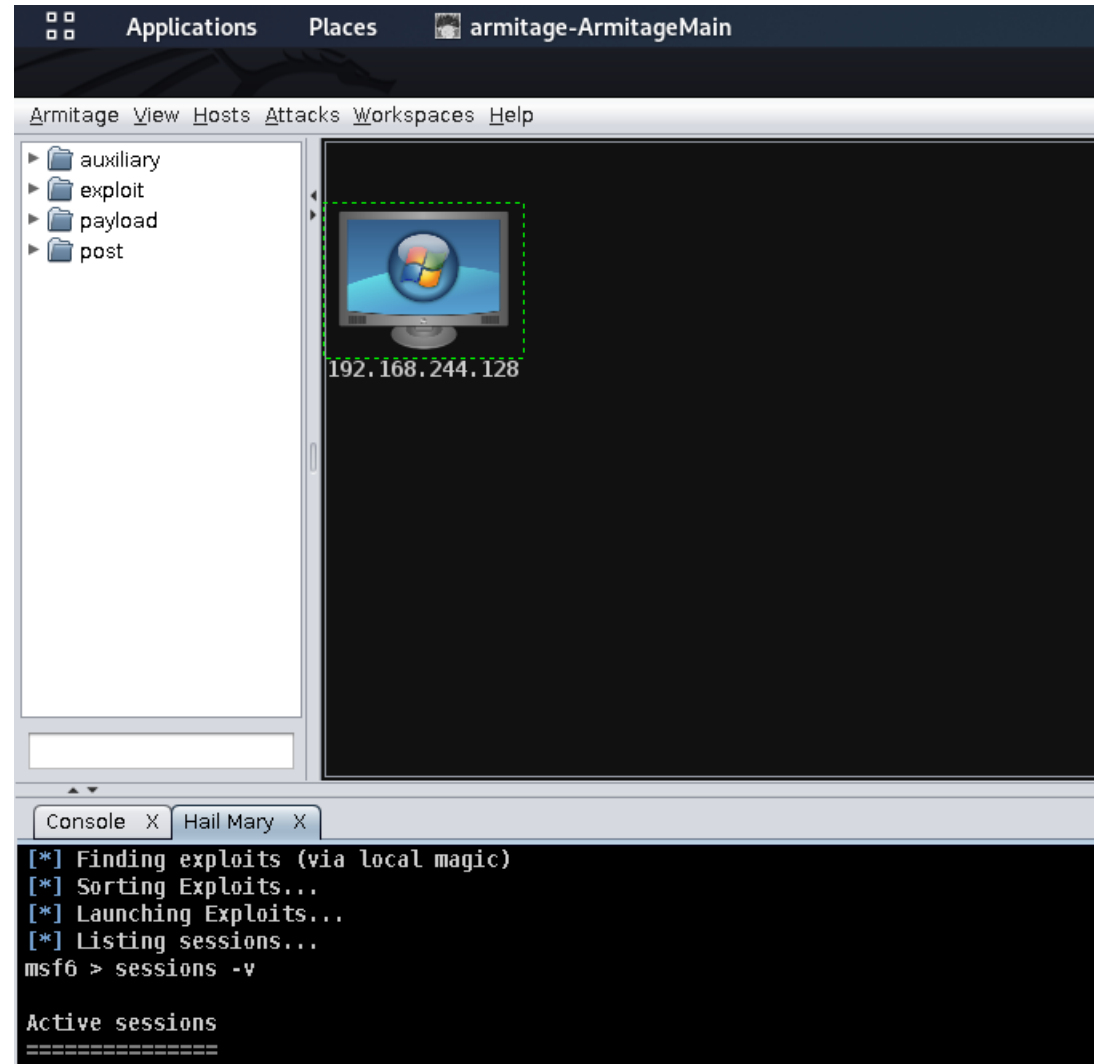 Applications Places armitage-ArmitageMain
Armitage View Hosts Attacks Workspaces Help
auxiliary
exploit
payload
post
192.168.244.128
Console X Hail Mary X
[*] Finding exploits (via local magic)
[*] Sorting Exploits...
[*] Launching Exploits...
[*] Listing sessions...
msf6 > sessions -v
Active sessions
===============